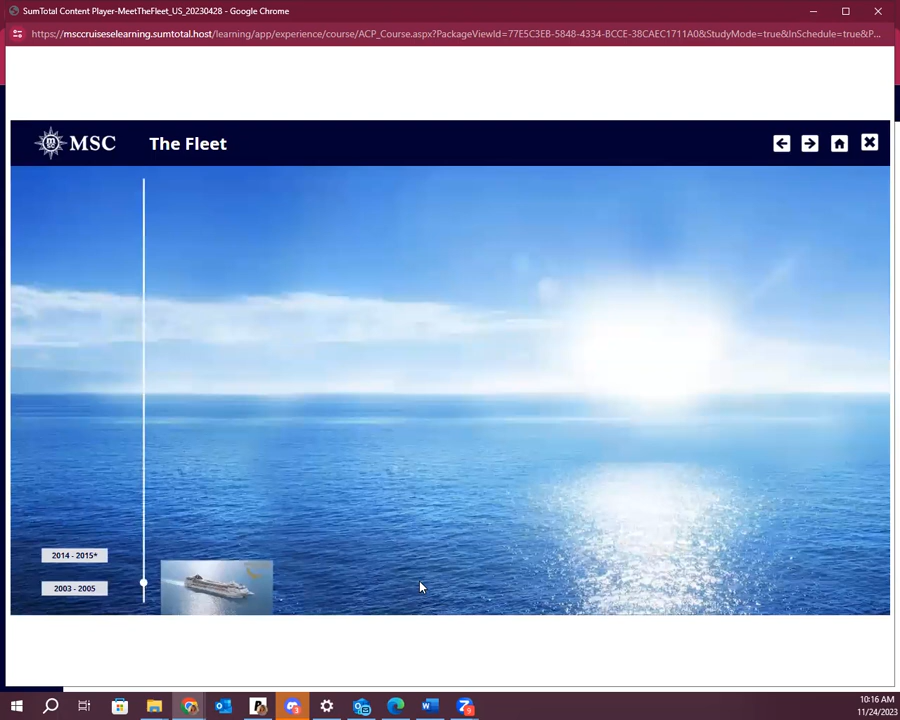 SumTotal Content Player-MeetTheFleet_US_20230428 - Google Chrome
https://msccruiseselearning.sumtotal.host/learning/app/experience/course/ACP_Course.aspx?PackageViewId=77E5C3EB-5848-4334-BCCE-38CAEC1711A0&StudyMode=true&InSchedule=true&P...
MSC The Fleet
2014 - 2015*
2003 - 2005
10:16 AM
11/24/2023